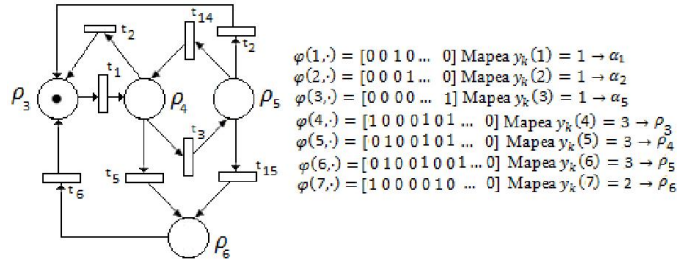 t14
t2
t2
t1
ρ3
ρ4
ρ5
t3
t5
t15
t6
ρ6
φ(1,·) = [0 0 1 0 ... 0] Mapea yk(1) = 1 → α1
φ(2,·) = [0 0 0 1 ... 0] Mapea yk(2) = 1 → α2
φ(3,·) = [0 0 0 0 ... 1] Mapea yk(3) = 1 → α5
φ(4,·) = [1 0 0 0 1 0 1 ... 0] Mapea yk(4) = 3 → ρ3
φ(5,·) = [0 1 0 0 1 0 1 ... 0] Mapea yk(5) = 3 → ρ4
φ(6,·) = [0 1 0 0 1 0 0 1 ... 0] Mapea yk(6) = 3 → ρ5
φ(7,·) = [1 0 0 0 0 1 0 ... 0] Mapea yk(7) = 2 → ρ6